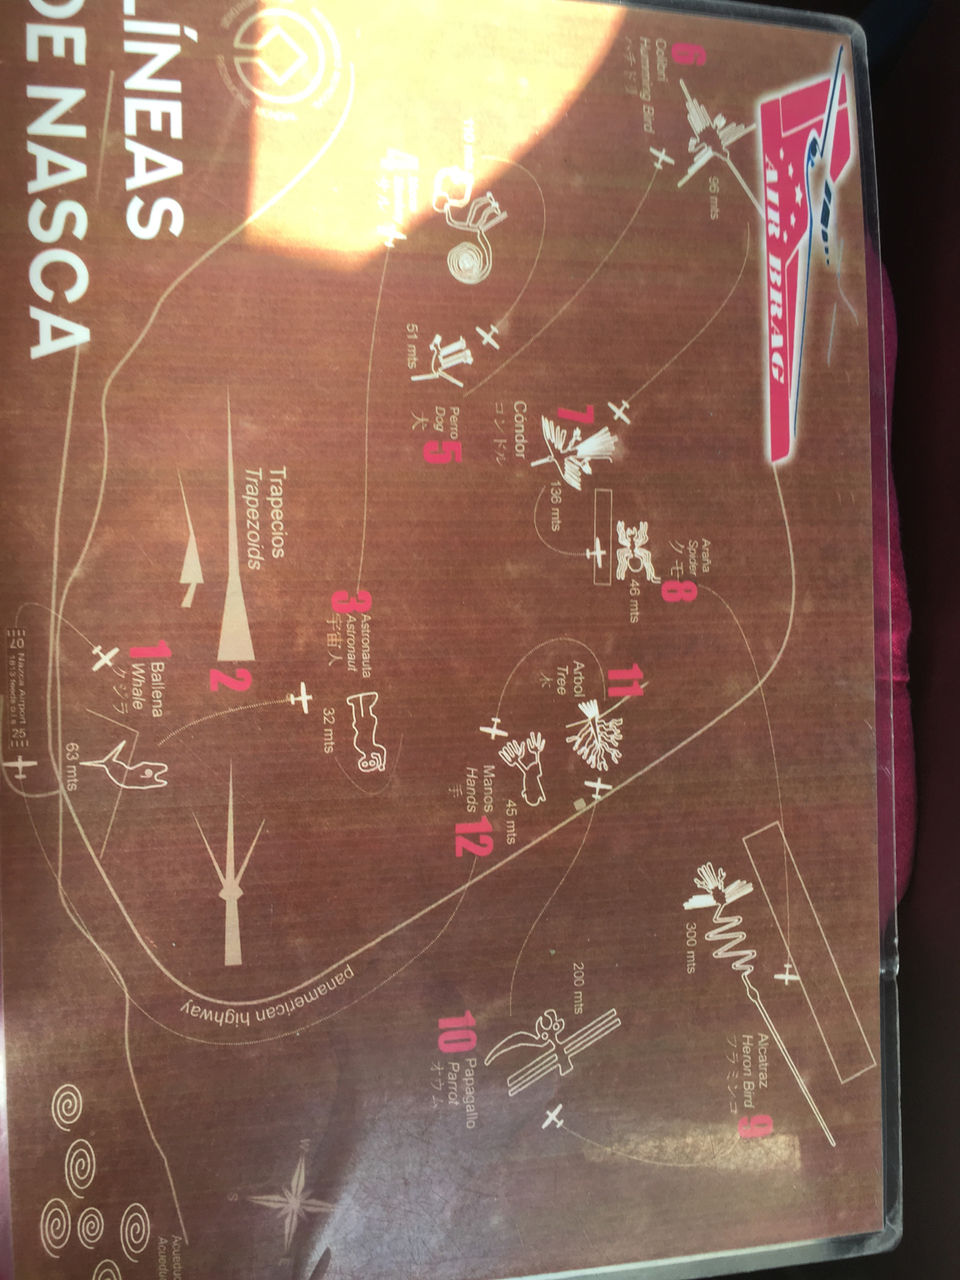 LÍNEAS
DE NASCA
AIR BRAG
6
Colibrí
Humming Bird
ハチドリ
96 mts
4
51 mts
Perro
Dog
犬
5
7
Cóndor
コンドル
136 mts
Araña
Spider
クモ
8
46 mts
Trapecios
Trapezoids
2
3
Astronauta
Astronaut
宇宙人
32 mts
1
Ballena
Whale
クジラ
63 mts
Nazca Airport
11
Arbol
Tree
木
12
Manos
Hands
手
45 mts
9
Alcatraz
Heron Bird
フラミンゴ
300 mts
10
Papagallo
Parrot
オウム
200 mts
panamerican highway
S